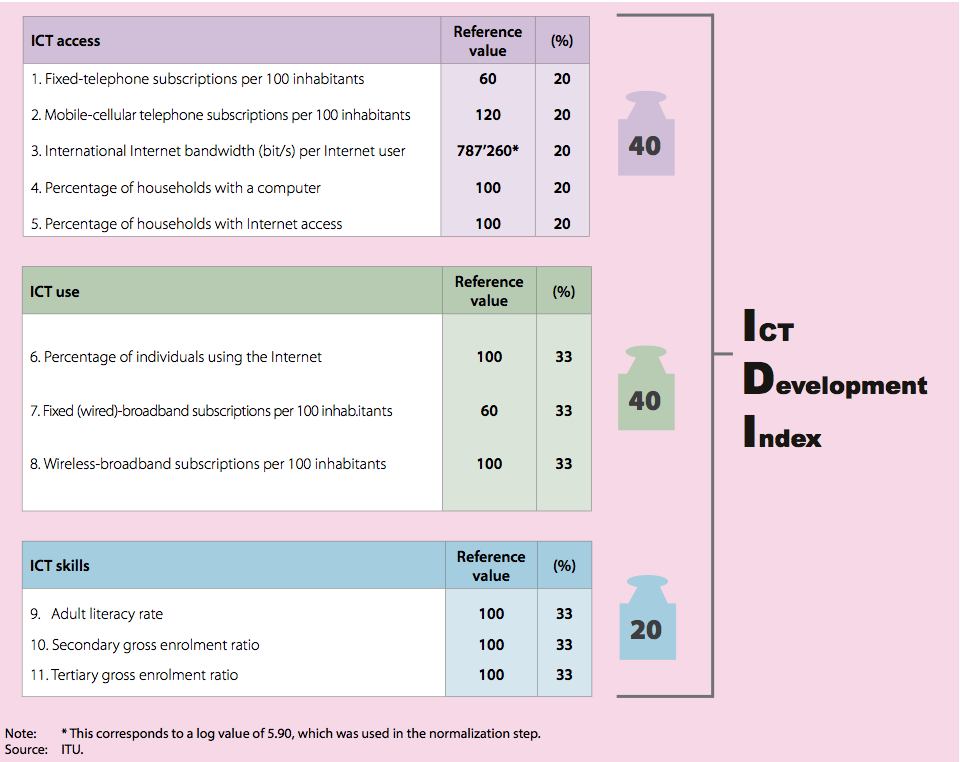 ICT access Reference value (%)
1. Fixed-telephone subscriptions per 100 inhabitants 60 20
2. Mobile-cellular telephone subscriptions per 100 inhabitants 120 20
3. International Internet bandwidth (bit/s) per Internet user 787’260* 20
4. Percentage of households with a computer 100 20
5. Percentage of households with Internet access 100 20
40
ICT use Reference value (%)
6. Percentage of individuals using the Internet 100 33
7. Fixed (wired)-broadband subscriptions per 100 inhab.itants 60 33
8. Wireless-broadband subscriptions per 100 inhabitants 100 33
40
ICT skills Reference value (%)
9. Adult literacy rate 100 33
10. Secondary gross enrolment ratio 100 33
11. Tertiary gross enrolment ratio 100 33
20
ICT
Development
Index
Note: * This corresponds to a log value of 5.90, which was used in the normalization step.
Source: ITU.